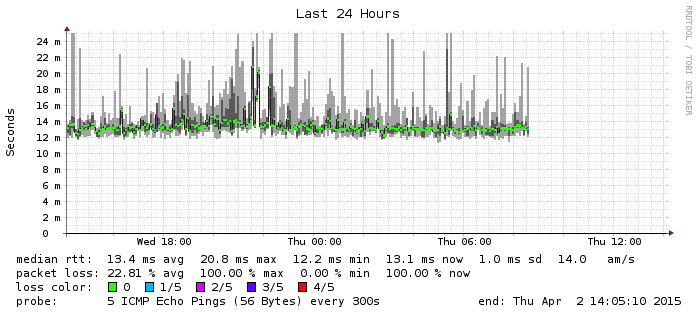 Last 24 Hours
RRDTOOL / TOBI OETIKER
Seconds
24 m
22 m
20 m
18 m
16 m
14 m
12 m
10 m
8 m
6 m
4 m
2 m
0
Wed 18:00 Thu 00:00 Thu 06:00 Thu 12:00
median rtt: 13.4 ms avg 20.8 ms max 12.2 ms min 13.1 ms now 1.0 ms sd 14.0 am/s
packet loss: 22.81 % avg 100.00 % max 0.00 % min 100.00 % now
loss color: 0 1/5 2/5 3/5 4/5
probe: 5 ICMP Echo Pings (56 Bytes) every 300s end: Thu Apr 2 14:05:10 2015